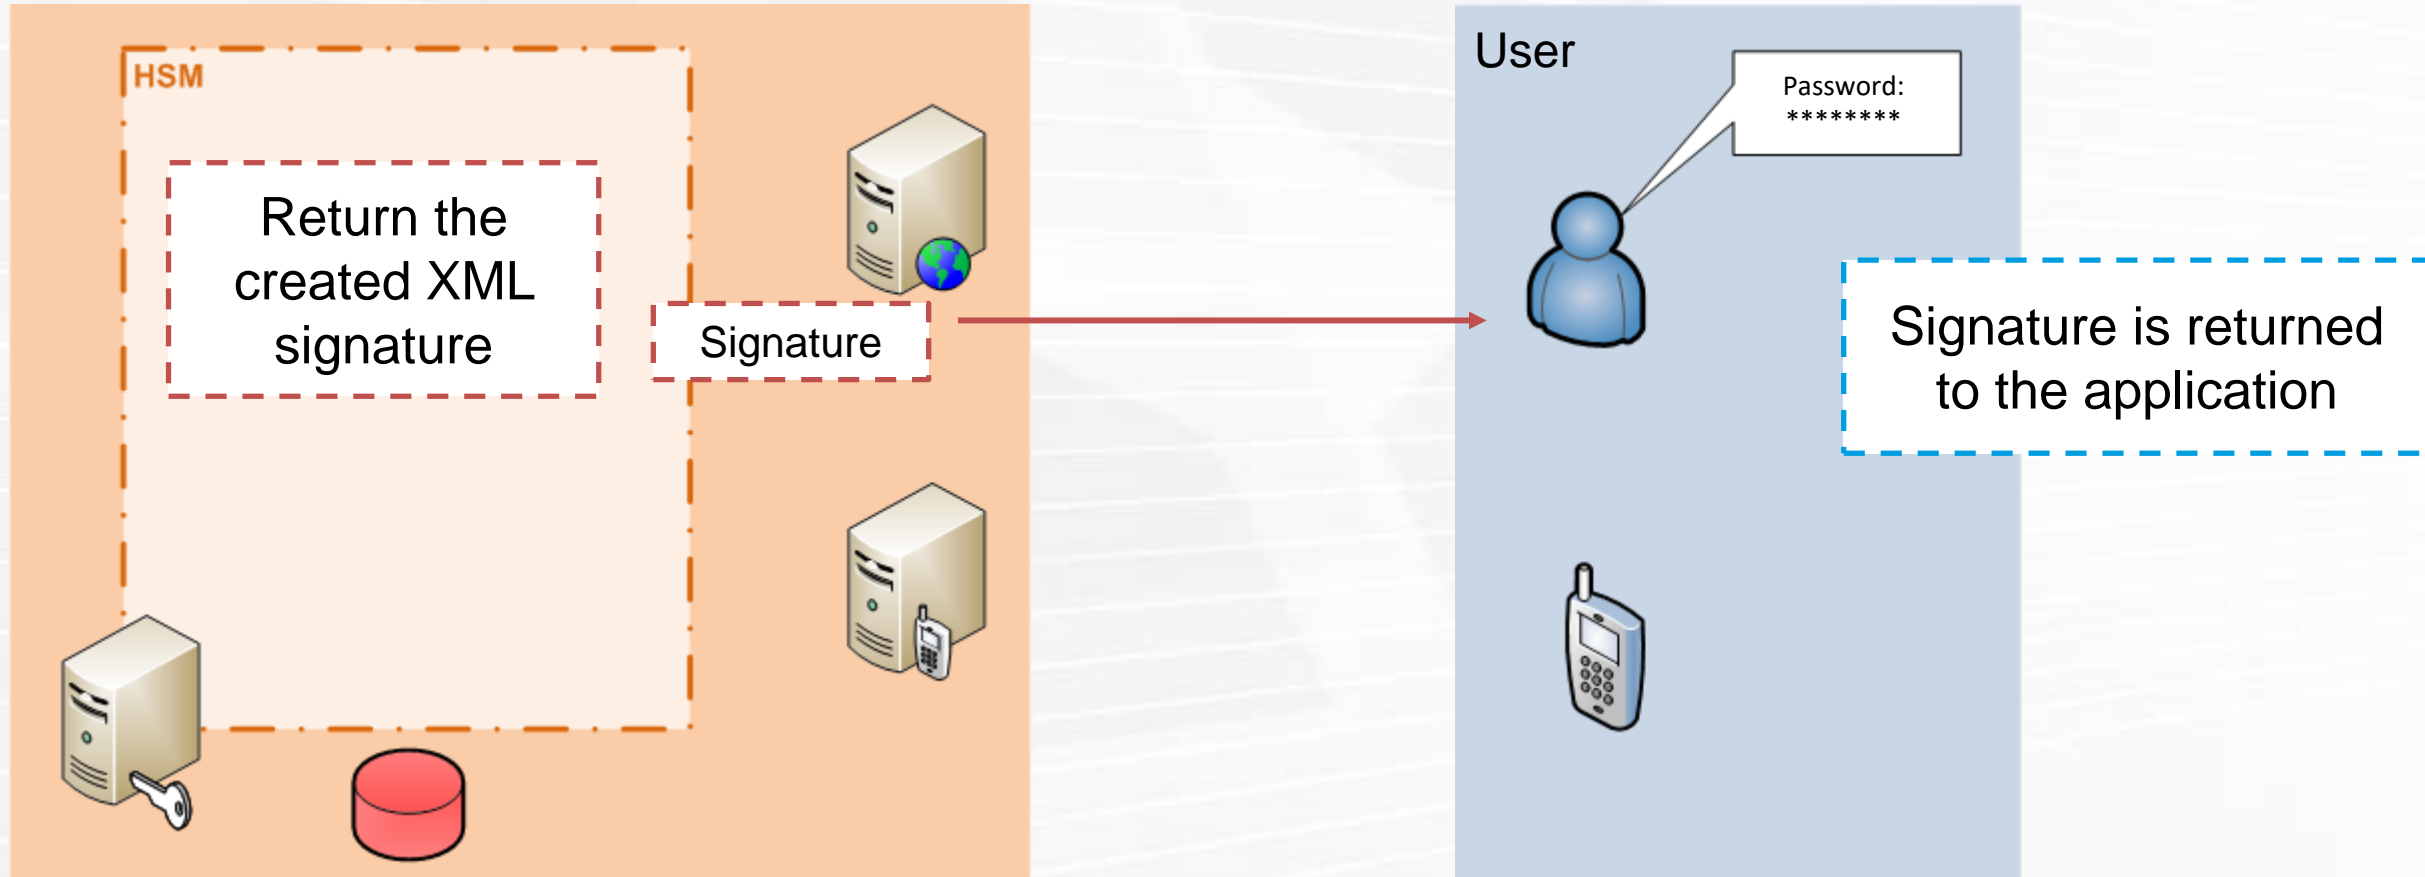 HSM
Return the
created XML
signature
Signature
User
Password:
********
Signature is returned
to the application